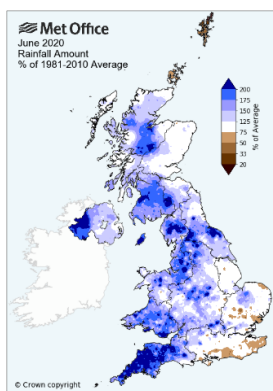 Met Office
June 2020
Rainfall Amount
% of 1981-2010 Average
200
175
150
125
75
50
33
20
% of Average
© Crown copyright